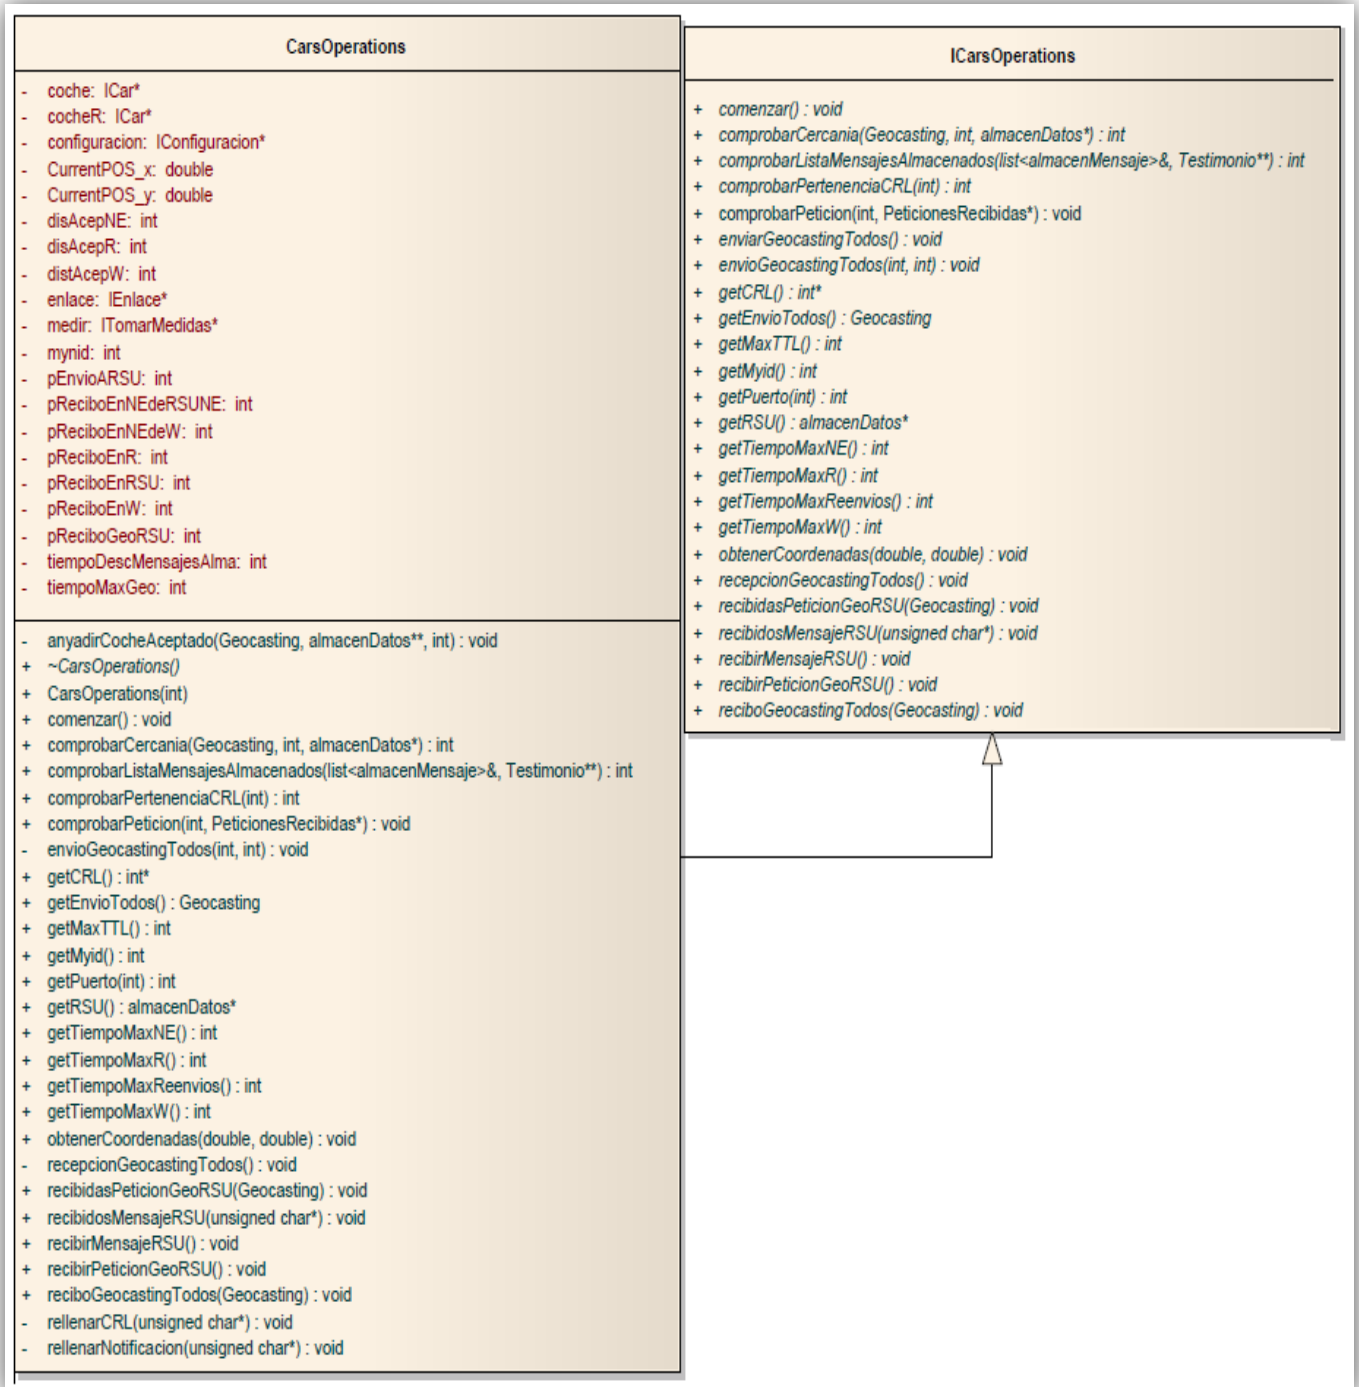 CarsOperations
- coche: ICar*
- cocheR: ICar*
- configuracion: IConfiguracion*
- CurrentPOS_x: double
- CurrentPOS_y: double
- disAcepNE: int
- disAcepR: int
- distAcepW: int
- enlace: IEnlace*
- medir: ITomarMedidas*
- mynid: int
- pEnvioARSU: int
- pReciboEnNEdeRSUNE: int
- pReciboEnNEdeW: int
- pReciboEnR: int
- pReciboEnRSU: int
- pReciboEnW: int
- pReciboGeoRSU: int
- tiempoDescMensajesAlma: int
- tiempoMaxGeo: int
- anyadirCocheAceptado(Geocasting, almacenDatos**, int) : void
+ ~CarsOperations()
+ CarsOperations(int)
+ comenzar() : void
+ comprobarCercania(Geocasting, int, almacenDatos*) : int
+ comprobarListaMensajesAlmacenados(list<almacenMensaje>&, Testimonio**) : int
+ comprobarPertenenciaCRL(int) : int
+ comprobarPeticion(int, PeticionesRecibidas*) : void
- envioGeocastingTodos(int, int) : void
+ getCRL() : int*
+ getEnvioTodos() : Geocasting
+ getMaxTTL() : int
+ getMyid() : int
+ getPuerto(int) : int
+ getRSU() : almacenDatos*
+ getTiempoMaxNE() : int
+ getTiempoMaxR() : int
+ getTiempoMaxReenvios() : int
+ getTiempoMaxW() : int
+ obtenerCoordenadas(double, double) : void
- recepcionGeocastingTodos() : void
+ recibidasPeticionGeoRSU(Geocasting) : void
+ recibidosMensajeRSU(unsigned char*) : void
+ recibirMensajeRSU() : void
+ recibirPeticionGeoRSU() : void
+ reciboGeocastingTodos(Geocasting) : void
- rellenarCRL(unsigned char*) : void
- rellenarNotificacion(unsigned char*) : void
ICarsOperations
+ comenzar() : void
+ comprobarCercania(Geocasting, int, almacenDatos*) : int
+ comprobarListaMensajesAlmacenados(list<almacenMensaje>&, Testimonio**) : int
+ comprobarPertenenciaCRL(int) : int
+ comprobarPeticion(int, PeticionesRecibidas*) : void
+ enviarGeocastingTodos() : void
+ envioGeocastingTodos(int, int) : void
+ getCRL() : int*
+ getEnvioTodos() : Geocasting
+ getMaxTTL() : int
+ getMyid() : int
+ getPuerto(int) : int
+ getRSU() : almacenDatos*
+ getTiempoMaxNE() : int
+ getTiempoMaxR() : int
+ getTiempoMaxReenvios() : int
+ getTiempoMaxW() : int
+ obtenerCoordenadas(double, double) : void
+ recepcionGeocastingTodos() : void
+ recibidasPeticionGeoRSU(Geocasting) : void
+ recibidosMensajeRSU(unsigned char*) : void
+ recibirMensajeRSU() : void
+ recibirPeticionGeoRSU() : void
+ reciboGeocastingTodos(Geocasting) : void